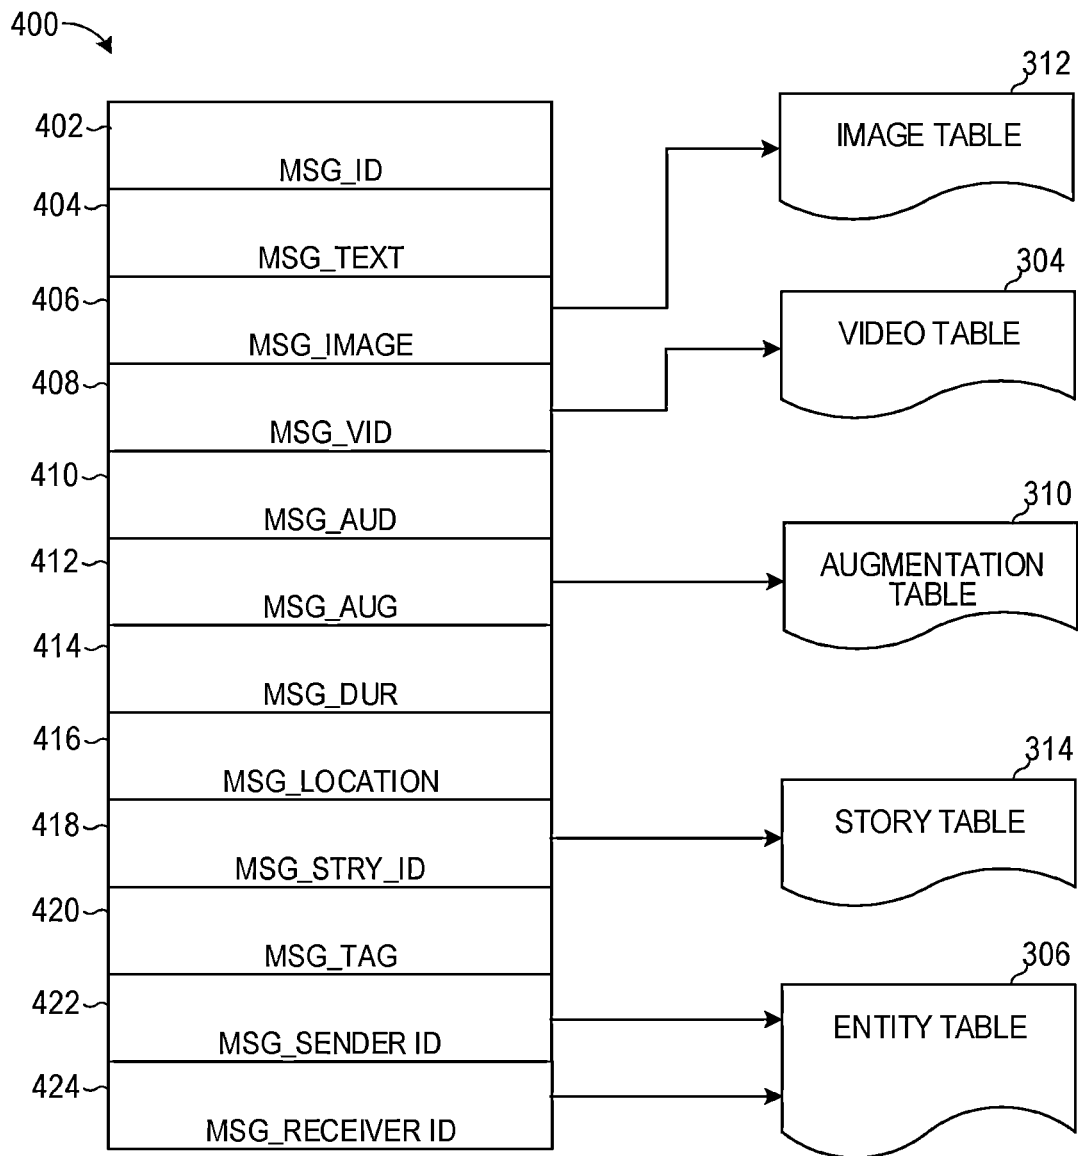 400
402
MSG_ID
404
MSG_TEXT
406
MSG_IMAGE
408
MSG_VID
410
MSG_AUD
412
MSG_AUG
414
MSG_DUR
416
MSG_LOCATION
418
MSG_STRY_ID
420
MSG_TAG
422
MSG_SENDER ID
424
MSG_RECEIVER ID
312
IMAGE TABLE
304
VIDEO TABLE
310
AUGMENTATION
TABLE
314
STORY TABLE
306
ENTITY TABLE